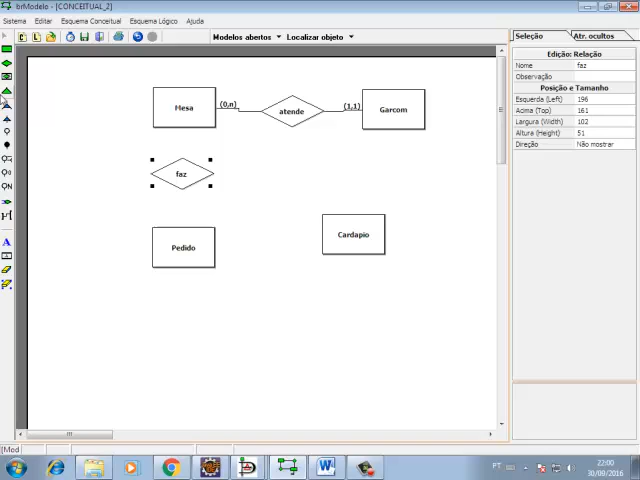 brModelo - [CONCEITUAL_2]
Sistema Editar Esquema Conceitual Esquema Lógico Ajuda
Modelos abertos Localizar objeto
Seleção Atr. ocultos
Edição: Relação
Nome faz
Observação
Posição e Tamanho
Esquerda (Left) 196
Acima (Top) 161
Largura (Width) 102
Altura (Height) 51
Direção Não mostrar
Mesa (0,n) atende (1,1) Garcom
faz
Pedido Cardapio
[Mod
PT 22:00
30/09/2016